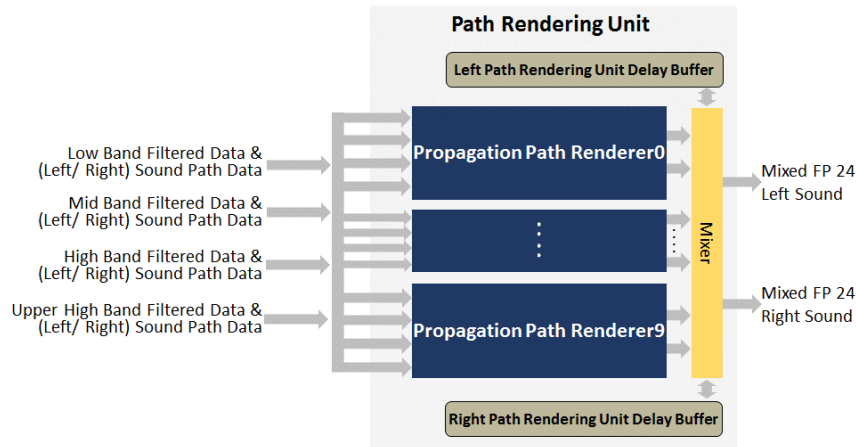 Path Rendering Unit
Left Path Rendering Unit Delay Buffer
Low Band Filtered Data &
(Left/ Right) Sound Path Data
Mid Band Filtered Data &
(Left/ Right) Sound Path Data
High Band Filtered Data &
(Left/ Right) Sound Path Data
Upper High Band Filtered Data &
(Left/ Right) Sound Path Data
Propagation Path Renderer0
Propagation Path Renderer9
Mixer
Mixed FP 24
Left Sound
Mixed FP 24
Right Sound
Right Path Rendering Unit Delay Buffer